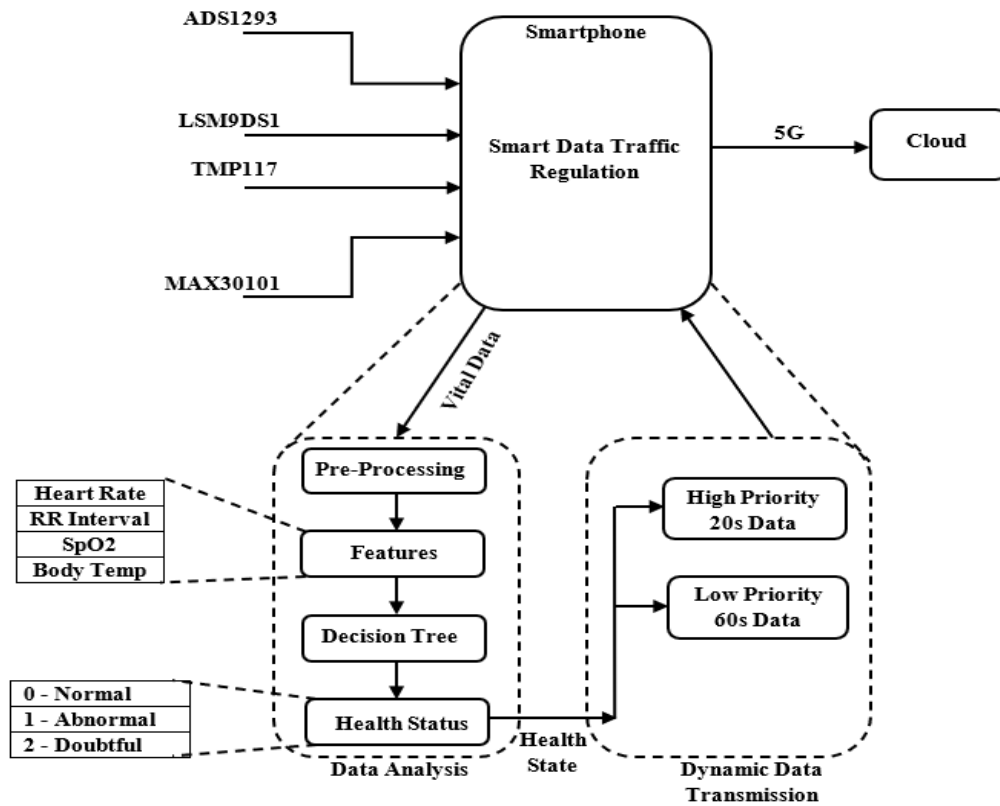 ADS1293
Smartphone
LSM9DS1
TMP117
MAX30101
Smart Data Traffic
Regulation
5G
Cloud
Vital Data
Pre-Processing
Heart Rate
RR Interval
SpO2
Body Temp
Features
Decision Tree
0 - Normal
1 - Abnormal
2 - Doubtful
Health Status
Data Analysis
Health
State
High Priority
20s Data
Low Priority
60s Data
Dynamic Data
Transmission